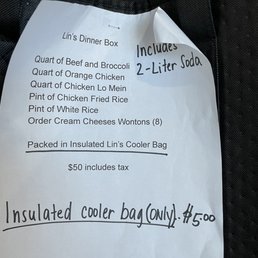 Lin's Dinner Box
Includes
2-Liter Soda
Quart of Beef and Broccoli
Quart of Orange Chicken
Quart of Chicken Lo Mein
Pint of Chicken Fried Rice
Pint of White Rice
Order Cream Cheeses Wontons (8)
Packed in Insulated Lin's Cooler Bag
$50 includes tax
Insulated cooler bag (ONLY). $5.00